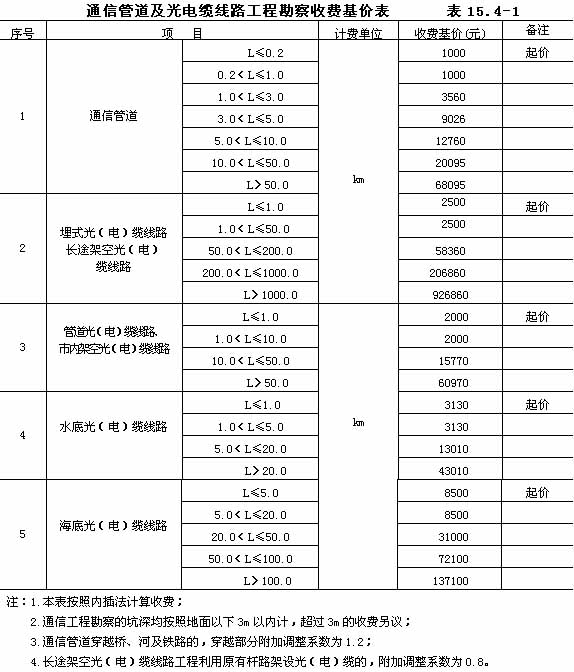 通信管道及光电缆线路工程勘察收费基价表 表15.4-1
序号 项 目 计费单位 收费基价(元) 备注
1 通信管道 km
L≤0.2 1000 起价
0.2<L≤1.0 1000
1.0<L≤3.0 3560
3.0<L≤5.0 9026
5.0<L≤10.0 12760
10.0<L≤50.0 20095
L>50.0 68095
2 埋式光(电)缆线路
长途架空光(电)
缆线路
L≤1.0 2500 起价
1.0<L≤50.0 2500
50.0<L≤200.0 58360
200.0<L≤1000.0 206860
L>1000.0 926860
3 管道光(电)缆线路、
市内架空光(电)缆线路
km
L≤1.0 2000 起价
1.0<L≤10.0 2000
10.0<L≤50.0 15770
L>50.0 60970
4 水底光(电)缆线路
L≤1.0 3130 起价
1.0<L≤5.0 3130
5.0<L≤20.0 13010
L>20.0 43010
5 海底光(电)缆线路
L≤5.0 8500 起价
5.0<L≤20.0 8500
20.0<L≤50.0 31000
50.0<L≤100.0 72100
L>100.0 137100
注:1.本表按照内插法计算收费;
2.通信工程勘察的坑深均按照地面以下3m以内计,超过3m的收费另议;
3.通信管道穿越桥、河及铁路的,穿越部分附加调整系数为1.2;
4.长途架空光(电)缆线路工程利用原有杆路架设光(电)缆的,附加调整系数为0.8。